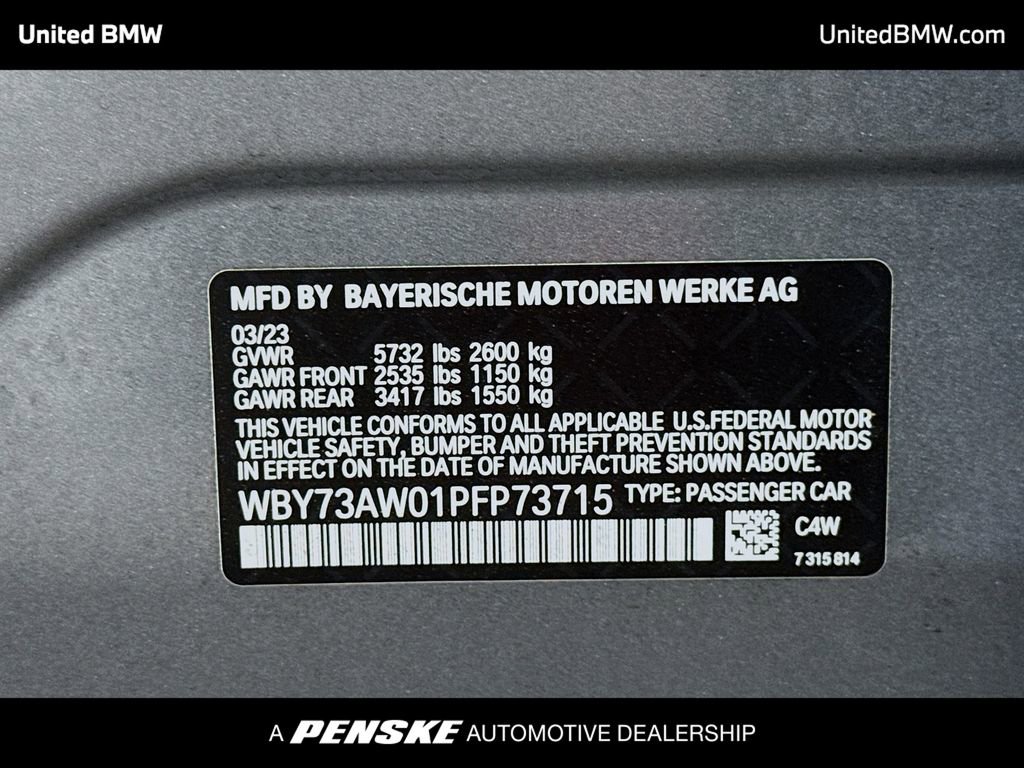 United BMW
UnitedBMW.com
MFD BY BAYERISCHE MOTOREN WERKE AG
03/23
GVWR 5732 lbs 2600 kg
GAWR FRONT 2535 lbs 1150 kg
GAWR REAR 3417 lbs 1550 kg
THIS VEHICLE CONFORMS TO ALL APPLICABLE U.S.FEDERAL MOTOR
VEHICLE SAFETY, BUMPER AND THEFT PREVENTION STANDARDS
IN EFFECT ON THE DATE OF MANUFACTURE SHOWN ABOVE.
WBY73AW01PFP73715 TYPE: PASSENGER CAR
C4W
7315814
A PENSKE AUTOMOTIVE DEALERSHIP